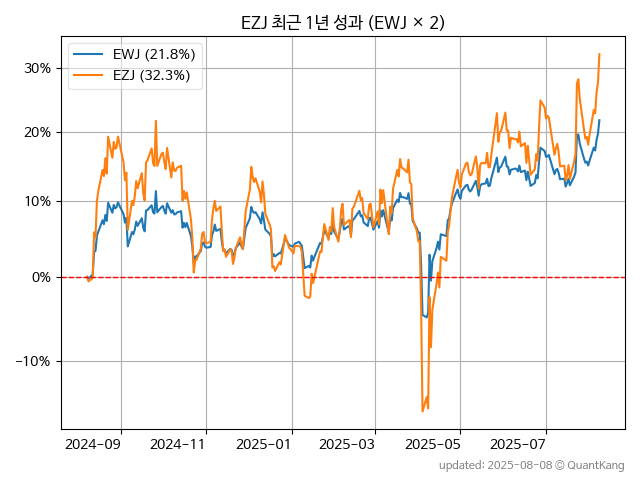 EZJ 최근 1년 성과 (EWJ × 2)
EWJ (21.8%)
EZJ (32.3%)
30%
20%
10%
0%
−10%
2024-09 2024-11 2025-01 2025-03 2025-05 2025-07
updated: 2025-08-08 © QuantKang